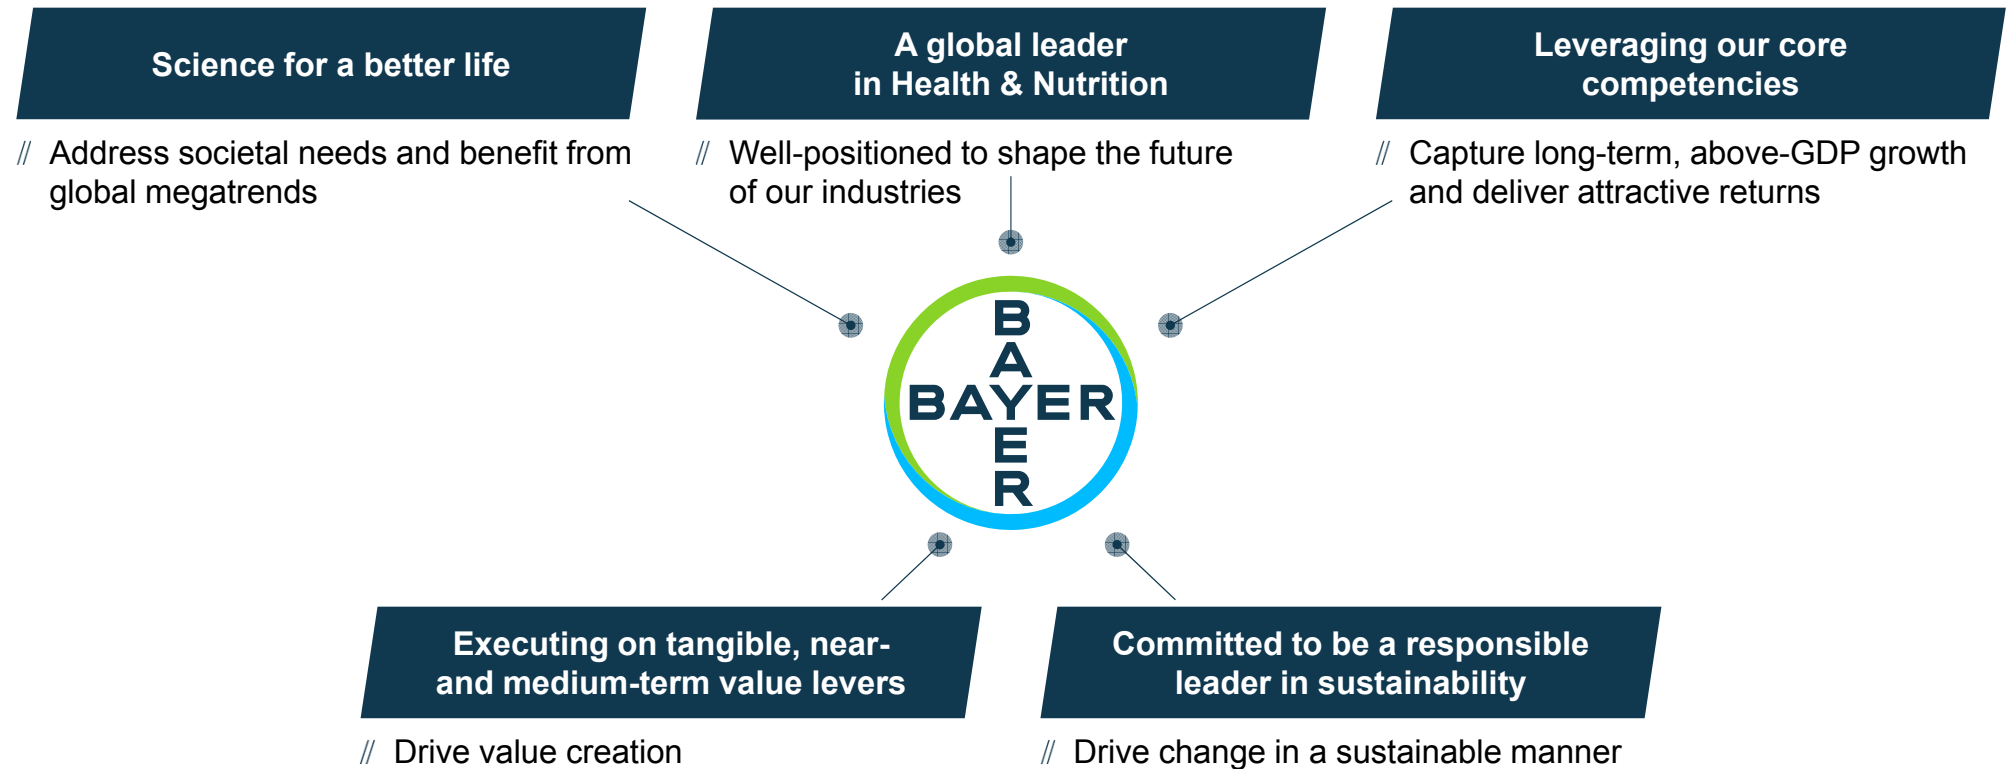 Science for a better life
// Address societal needs and benefit from
global megatrends
A global leader
in Health & Nutrition
// Well-positioned to shape the future
of our industries
Leveraging our core
competencies
// Capture long-term, above-GDP growth
and deliver attractive returns
BAYER
BAYER
Executing on tangible, near-
and medium-term value levers
// Drive value creation
Committed to be a responsible
leader in sustainability
// Drive change in a sustainable manner